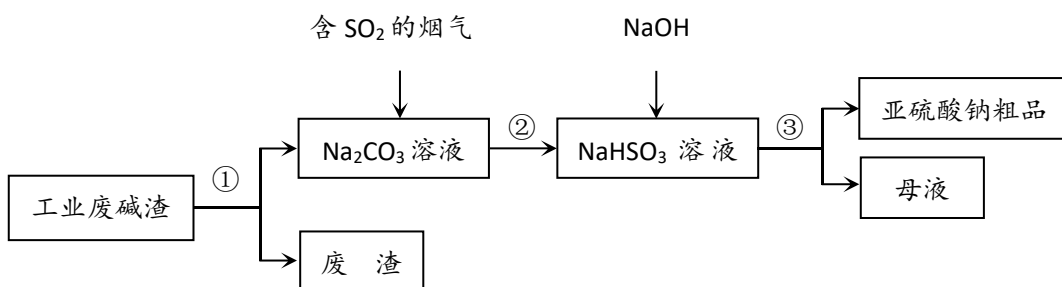 含 SO₂ 的烟气
NaOH
亚硫酸钠粗品
②
③
Na₂CO₃ 溶液
NaHSO₃ 溶 液
①
母液
工业废碱渣
废 渣